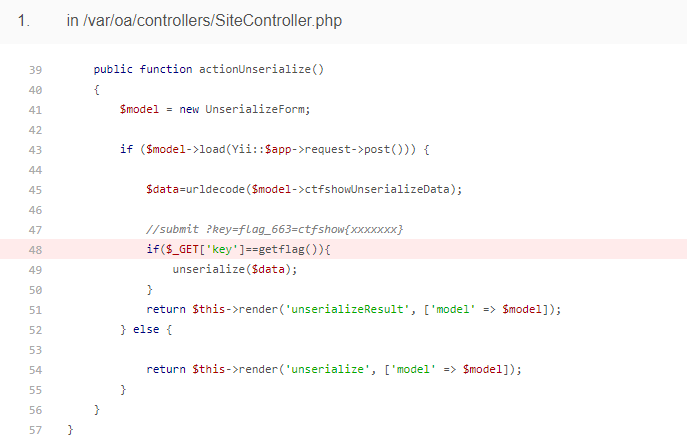 1. in /var/oa/controllers/SiteController.php
39 public function actionUnserialize()
40 {
41 $model = new UnserializeForm;
42
43 if ($model->load(Yii::$app->request->post())) {
44
45 $data=urldecode($model->ctfshowUnserializeData);
46
47 //submit ?key=flag_663=ctfshow{xxxxxxx}
48 if($_GET['key']==getflag()){
49 unserialize($data);
50 }
51 return $this->render('unserializeResult', ['model' => $model]);
52 } else {
53
54 return $this->render('unserialize', ['model' => $model]);
55 }
56 }
57 }